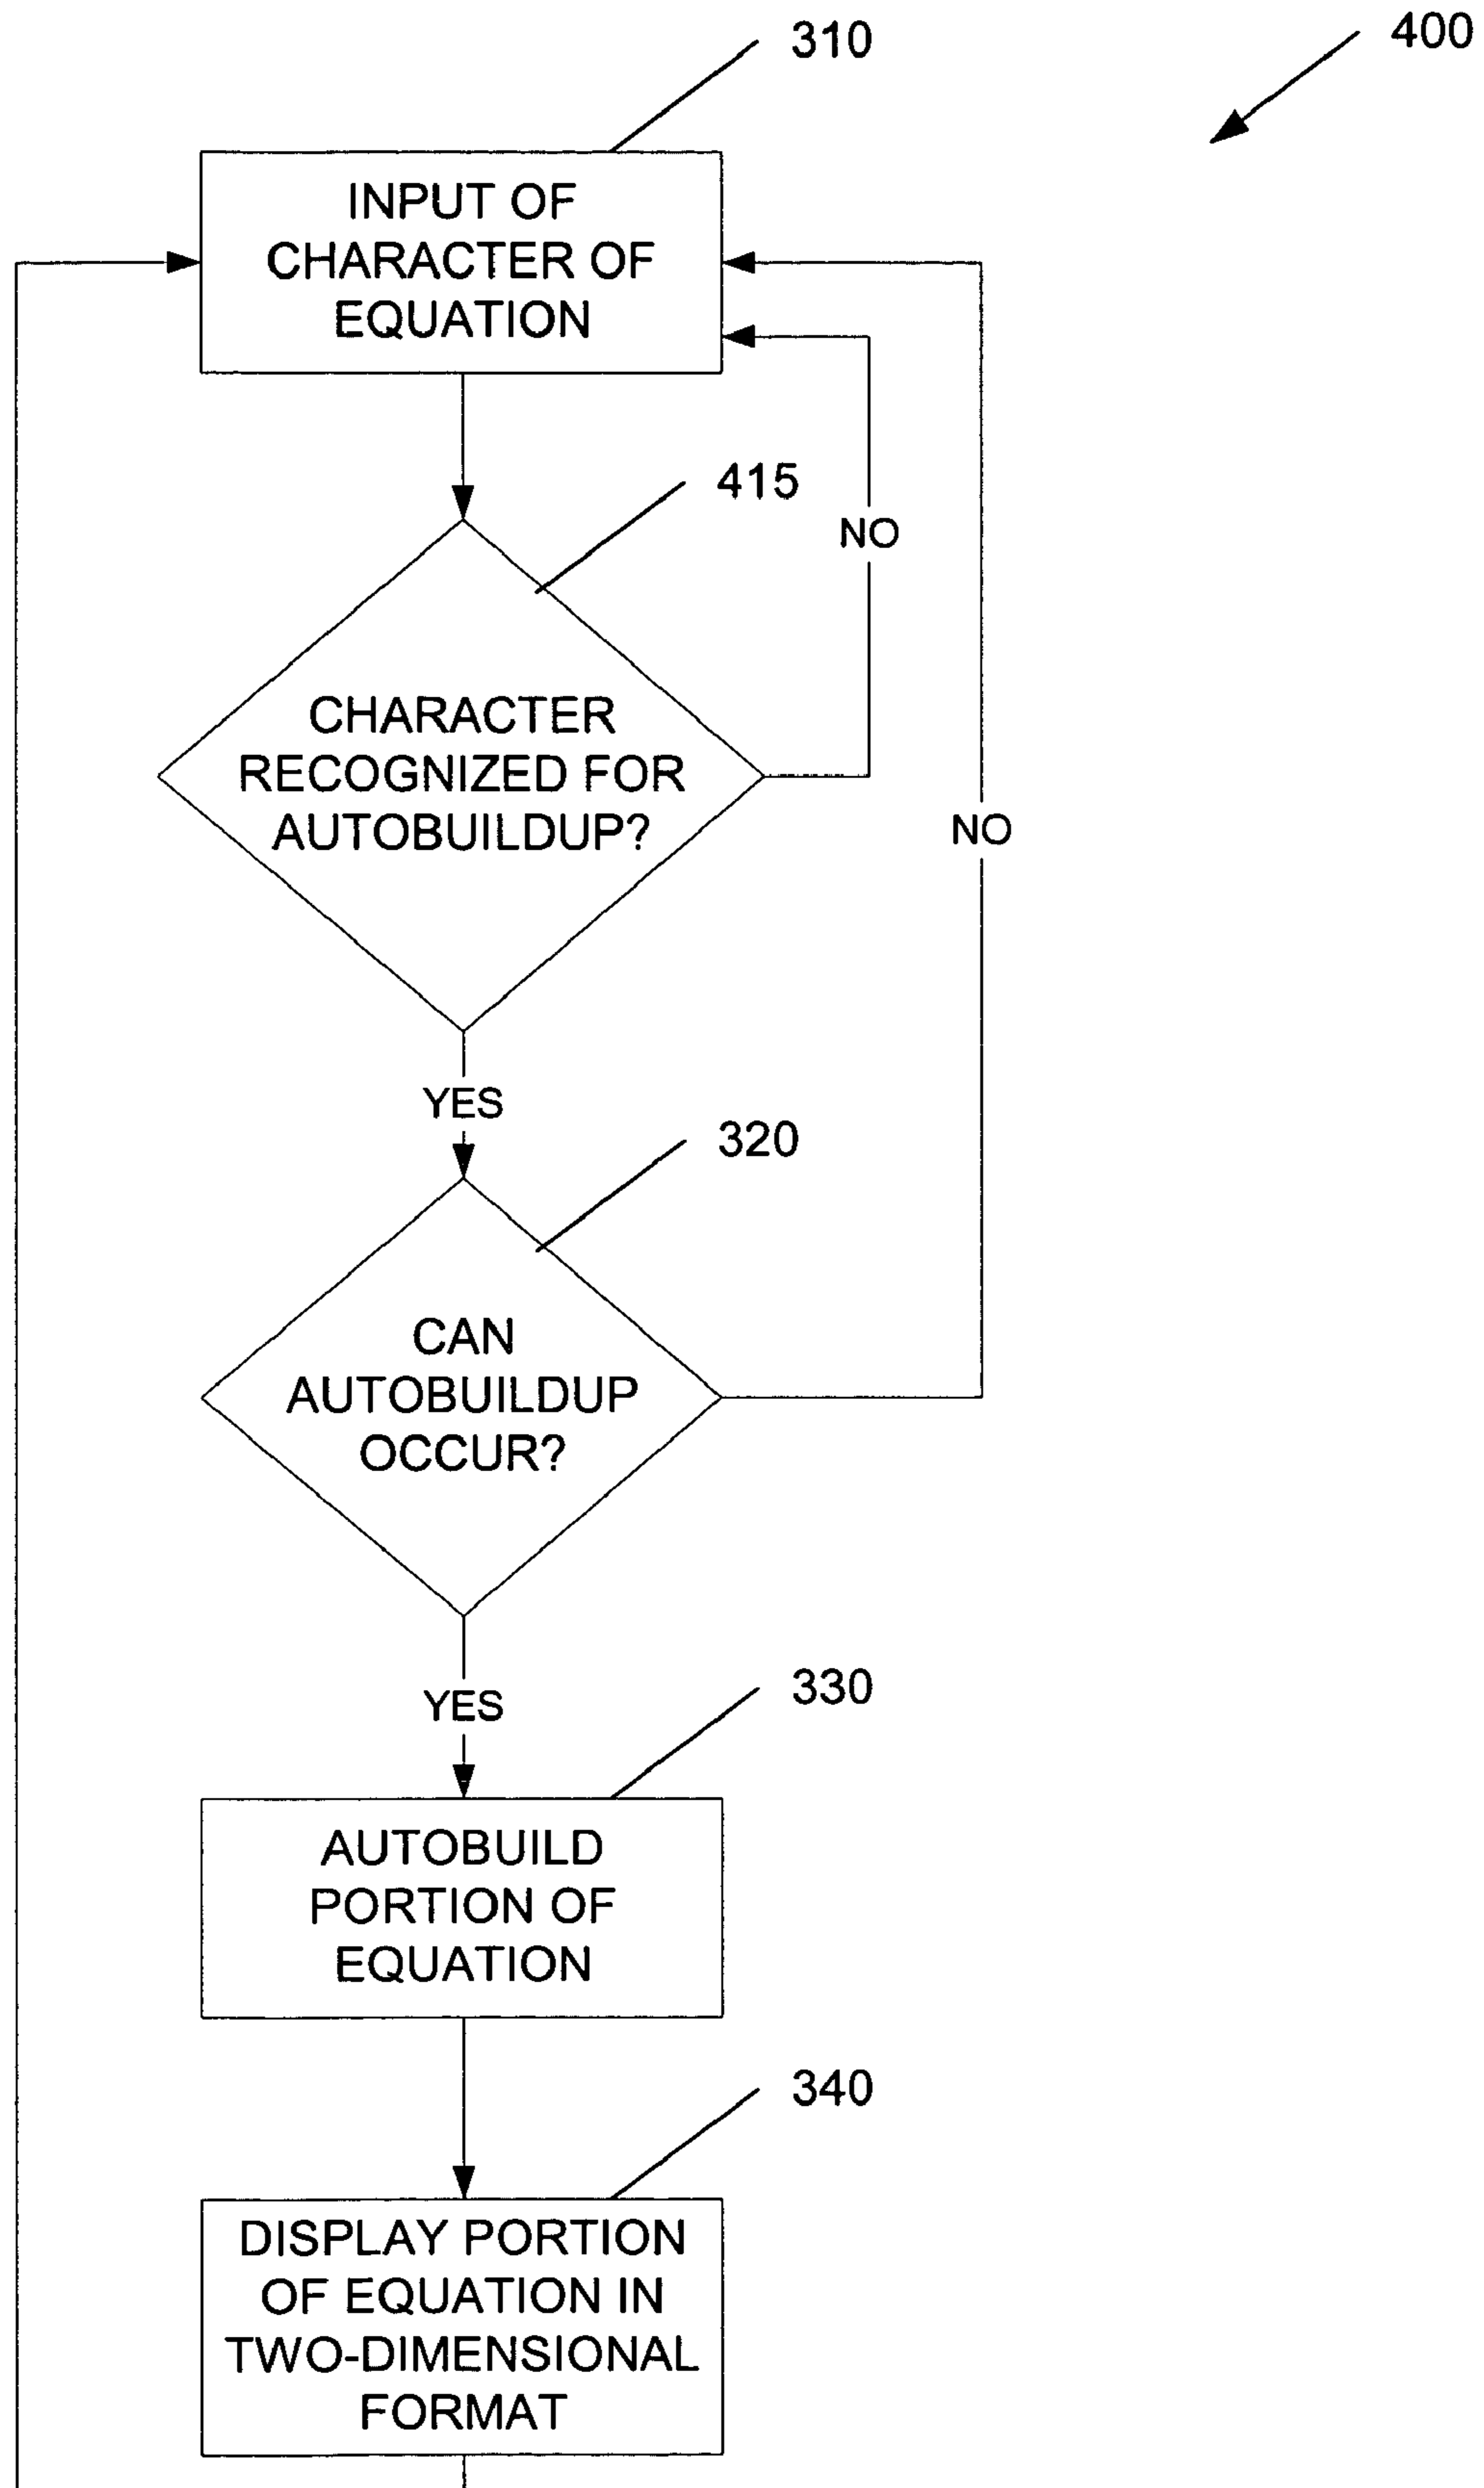 310
400
INPUT OF
CHARACTER OF
EQUATION
415
NO
CHARACTER
RECOGNIZED FOR
AUTOBUILDUP?
NO
YES
320
CAN
AUTOBUILDUP
OCCUR?
YES
330
AUTOBUILD
PORTION OF
EQUATION
340
DISPLAY PORTION
OF EQUATION IN
TWO-DIMENSIONAL
FORMAT